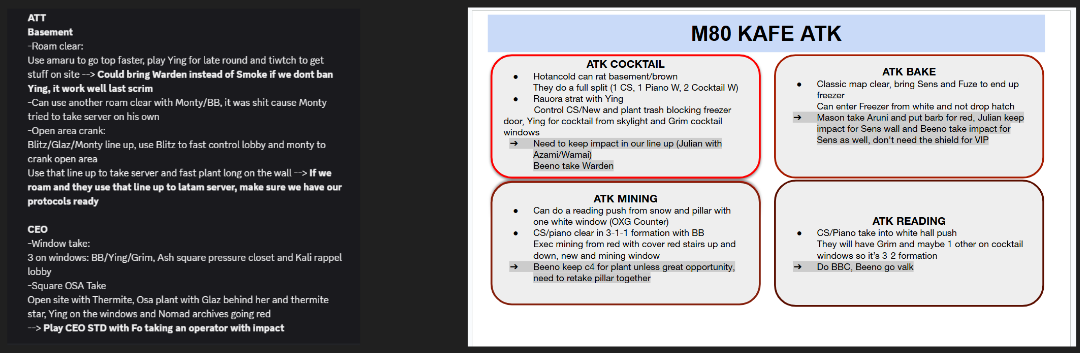 ATT
Basement
-Roam clear:
Use amaru to go top faster, play Ying for late round and tiwtch to get
stuff on site --> Could bring Warden instead of Smoke if we dont ban
Ying, it work well last scrim
-Can use another roam clear with Monty/BB, it was shit cause Monty
tried to take server on his own
-Open area crank:
Blitz/Glaz/Monty line up, use Blitz to fast control lobby and monty to
crank open area
Use that line up to take server and fast plant long on the wall --> If we
roam and they use that line up to latam server, make sure we have our
protocols ready
CEO
-Window take:
3 on windows: BB/Ying/Grim, Ash square pressure closet and Kali rappel
lobby
-Square OSA Take
Open site with Thermite, Osa plant with Glaz behind her and thermite
star, Ying on the windows and Nomad archives going red
--> Play CEO STD with Fo taking an operator with impact
M80 KAFE ATK
ATK COCKTAIL
● Hotancold can rat basement/brown
They do a full split (1 CS, 1 Piano W, 2 Cocktail W)
● Rauora strat with Ying
Control CS/New and plant trash blocking freezer
door, Ying for cocktail from skylight and Grim cocktail
windows
➔ Need to keep impact in our line up (Julian with
Azami/Wamai)
Beeno take Warden
ATK BAKE
● Classic map clear, bring Sens and Fuze to end up
freezer
Can enter Freezer from white and not drop hatch
➔ Mason take Aruni and put barb for red, Julian keep
impact for Sens wall and Beeno take impact for
Sens as well, don't need the shield for VIP
ATK MINING
● Can do a reading push from snow and pillar with
one white window (OXG Counter)
● CS/piano clear in 3-1-1 formation with BB
Exec mining from red with cover red stairs up and
down, new and mining window
➔ Beeno keep c4 for plant unless great opportunity,
need to retake pillar together
ATK READING
● CS/Piano take into white hall push
They will have Grim and maybe 1 other on cocktail
windows so it's 3 2 formation
➔ Do BBC, Beeno go valk